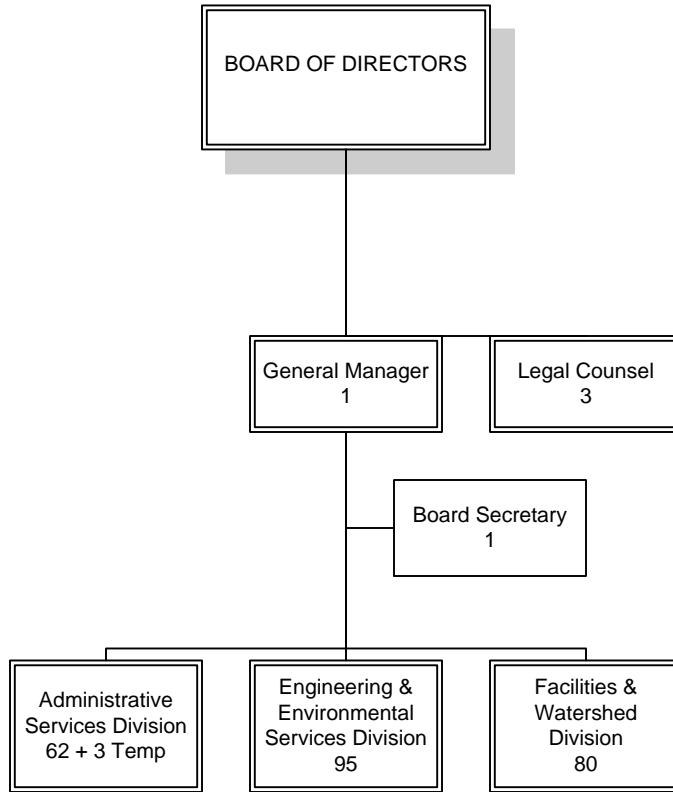 BOARD OF DIRECTORS
General Manager
1
Legal Counsel
3
Board Secretary
1
Administrative
Services Division
62 + 3 Temp
Engineering &
Environmental
Services Division
95
Facilities &
Watershed
Division
80